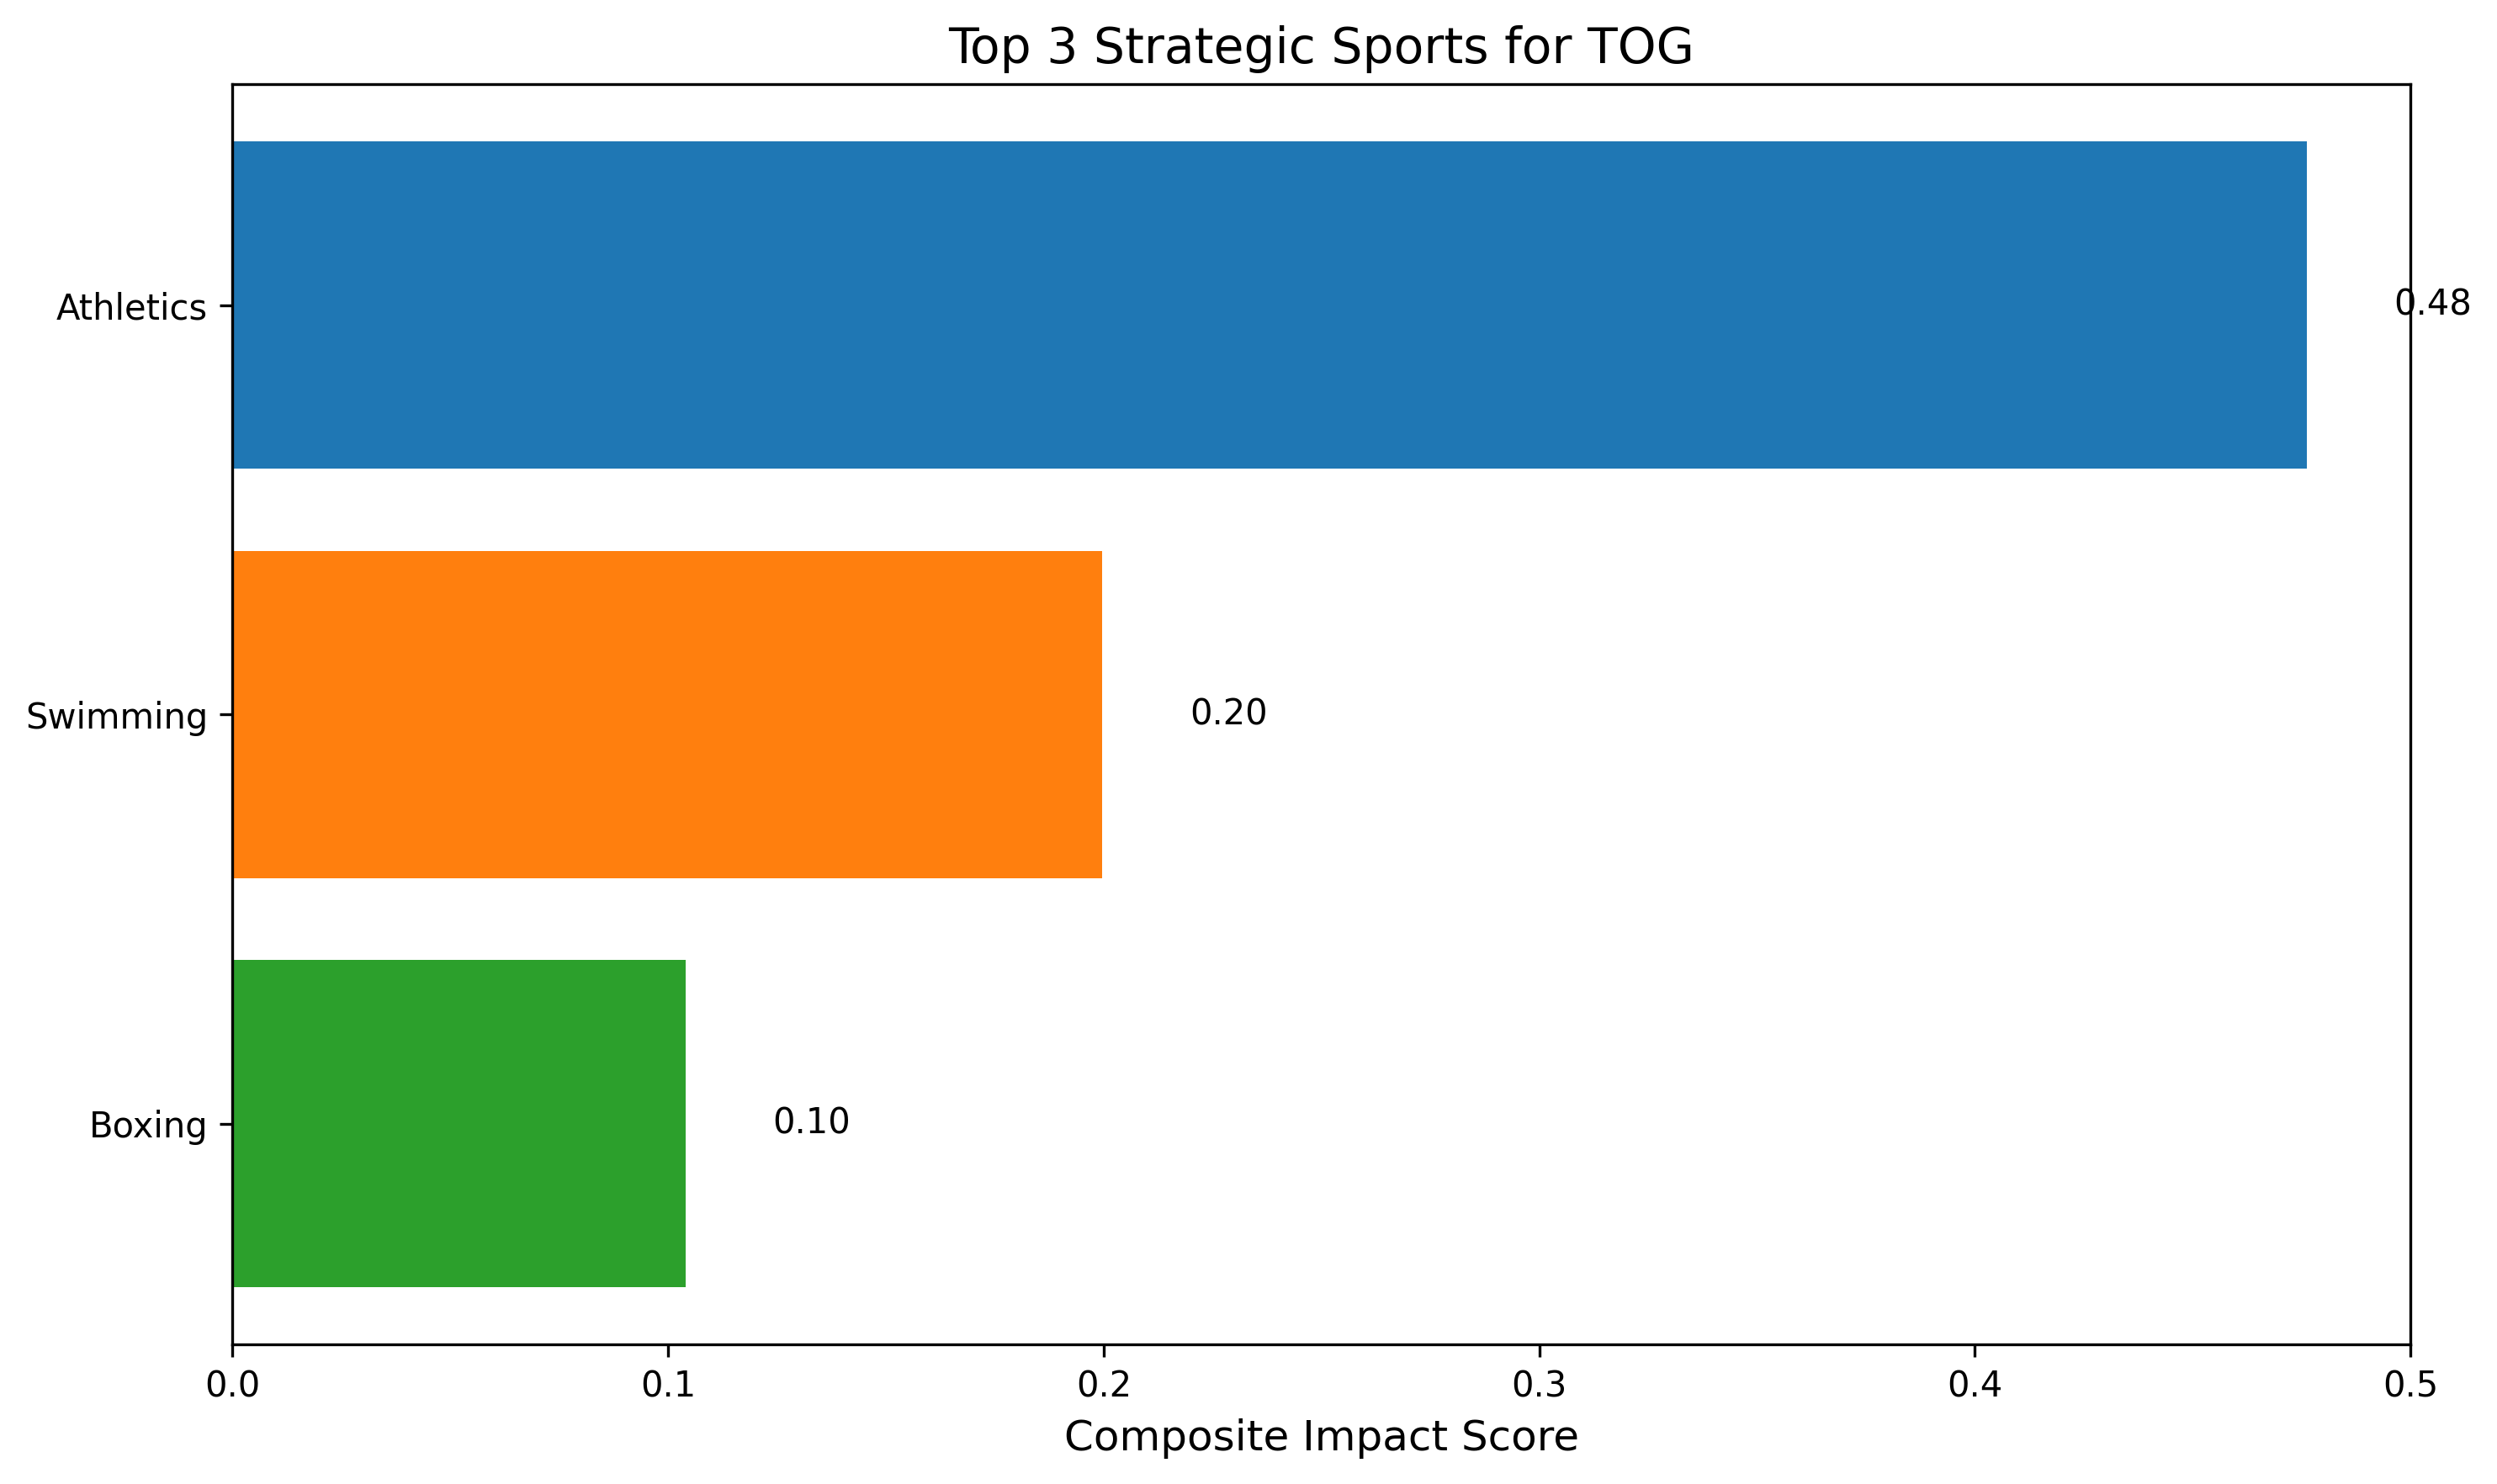 Top 3 Strategic Sports for TOG
Athletics
0.48
Swimming
0.20
Boxing
0.10
0.0 0.1 0.2 0.3 0.4 0.5
Composite Impact Score